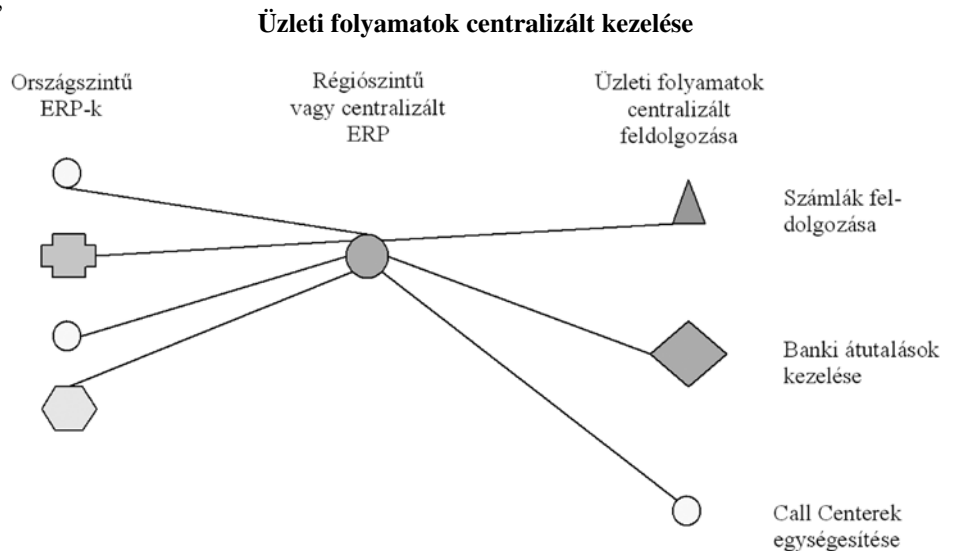 Üzleti folyamatok centralizált kezelése
Országszintű
ERP-k
Régiószintű
vagy centralizált
ERP
Üzleti folyamatok
centralizált
feldolgozása
Számlák fel-
dolgozása
Banki átutalások
kezelése
Call Centerek
egységesítése